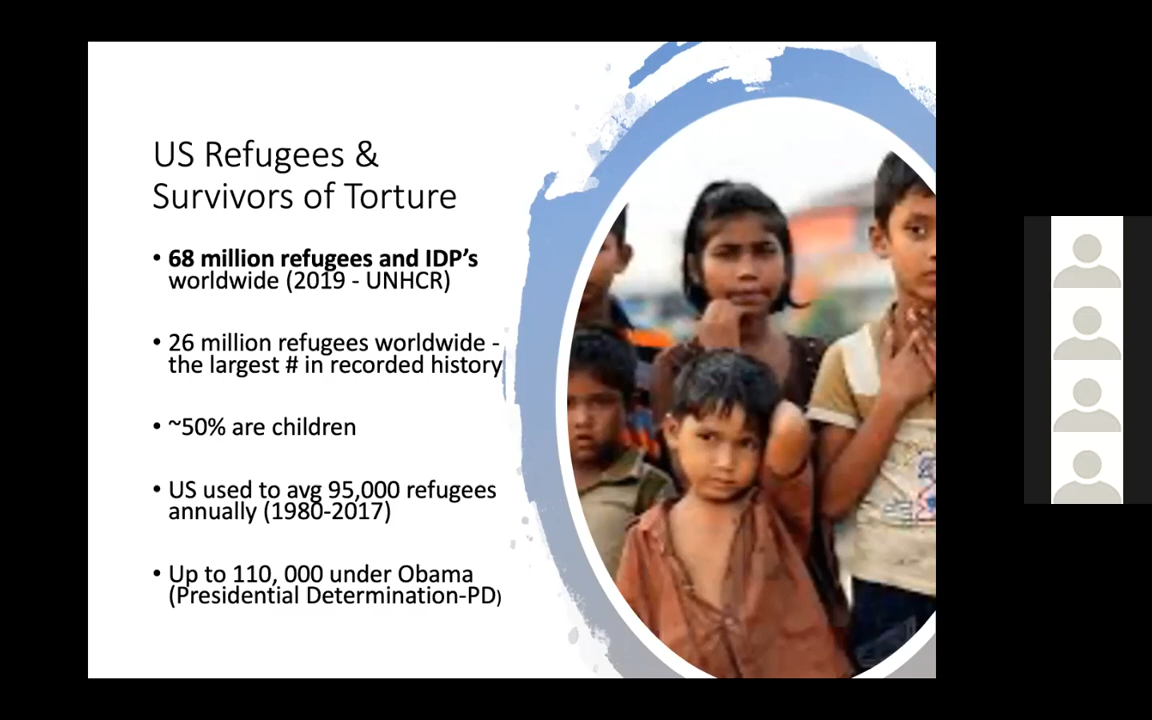 US Refugees &
Survivors of Torture
• 68 million refugees and IDP’s
worldwide (2019 - UNHCR)
• 26 million refugees worldwide -
the largest # in recorded history
• ~50% are children
• US used to avg 95,000 refugees
annually (1980-2017)
• Up to 110, 000 under Obama
(Presidential Determination-PD)